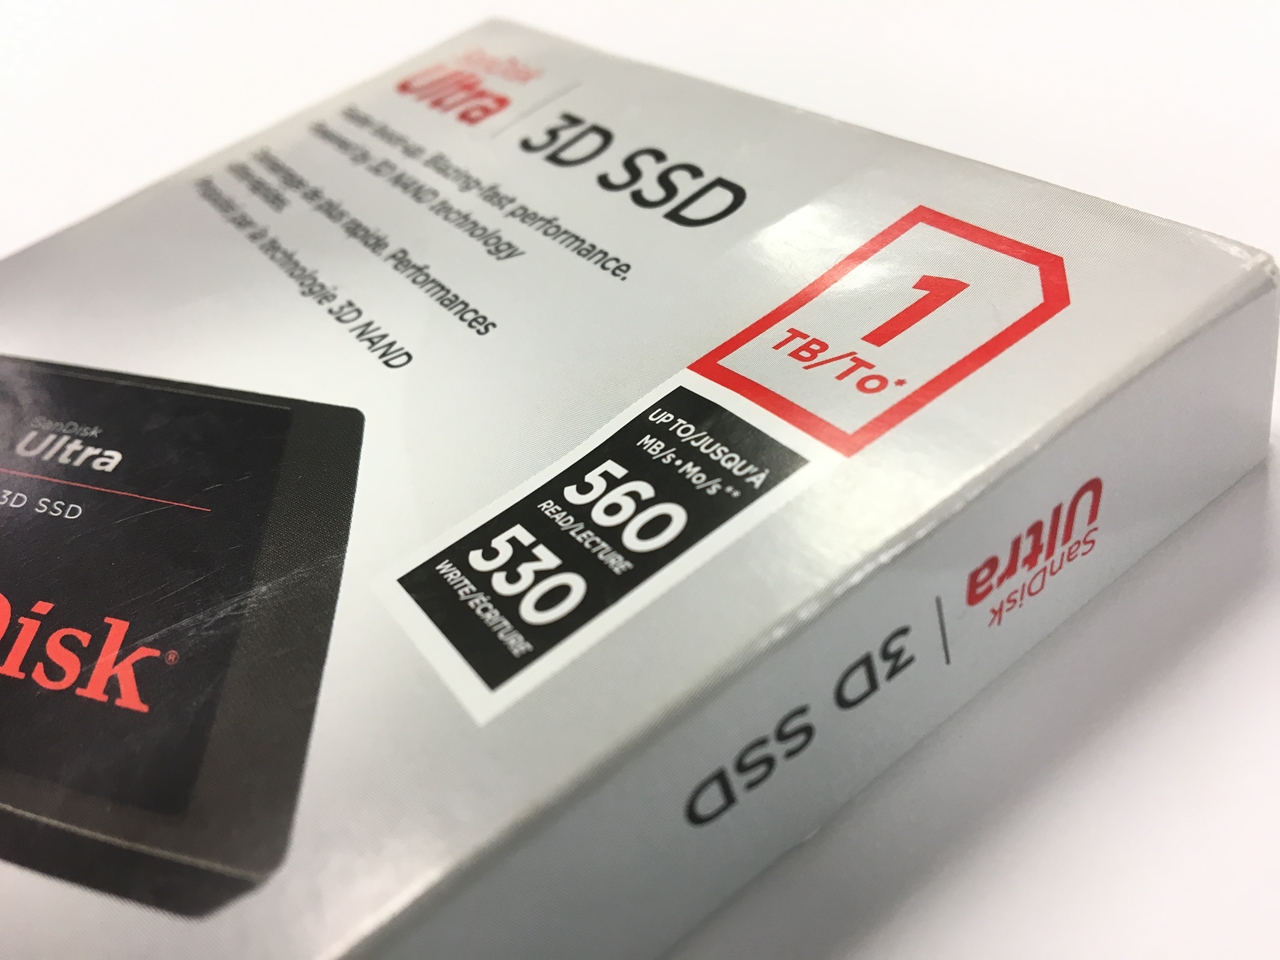 SanDisk
Ultra
3D SSD
Faster boot-up. Blazing-fast performance.
Powered by 3D NAND technology
Démarrage de plus rapide. Performances
ultrarapides.
Propulsé par la technologie 3D NAND
1
TB/To*
UP TO/JUSQU'À
MB/s•Mo/s**
560
READ/LECTURE
530
WRITE/ÉCRITURE
SanDisk
Ultra
3D SSD
Disk®
SanDisk
Ultra
3D SSD